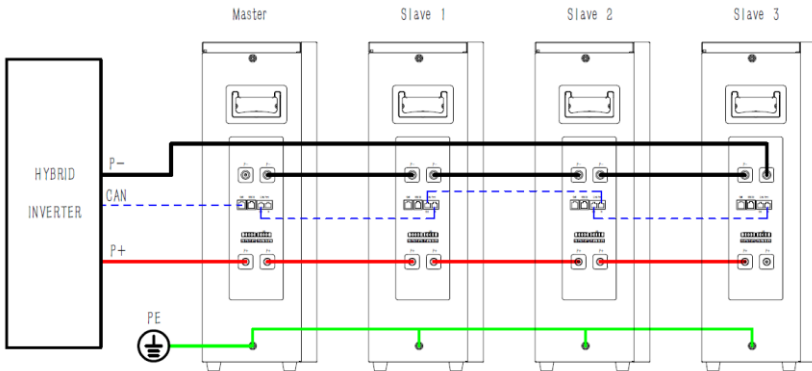 Master
Slave 1
Slave 2
Slave 3
P-
HYBRID
INVERTER
CAN
P+
PE
P-
P-
P-
P-
P-
P-
P-
P-
P+
P+
P+
P+
P+
P+
P+
P+